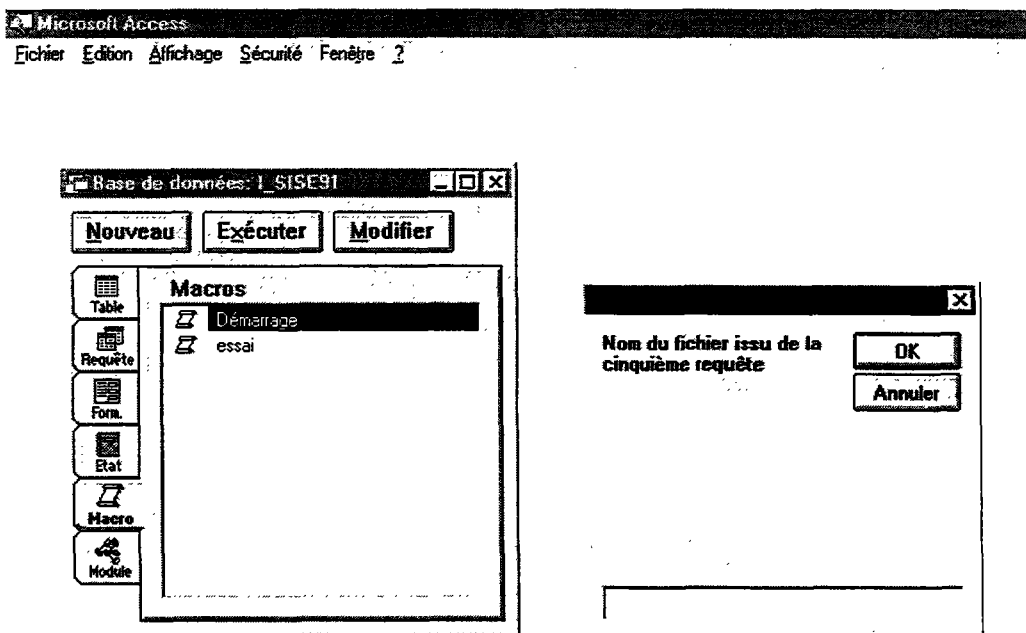 Microsoft Access
Fichier Edition Affichage Sécurité Fenêtre ?
Base de données: I_SISE91
Nouveau Exécuter Modifier
Table
Requête
Form.
Etat
Macro
Module
Macros
Démarrage
essai
Nom du fichier issu de la
cinquième requête
OK
Annuler